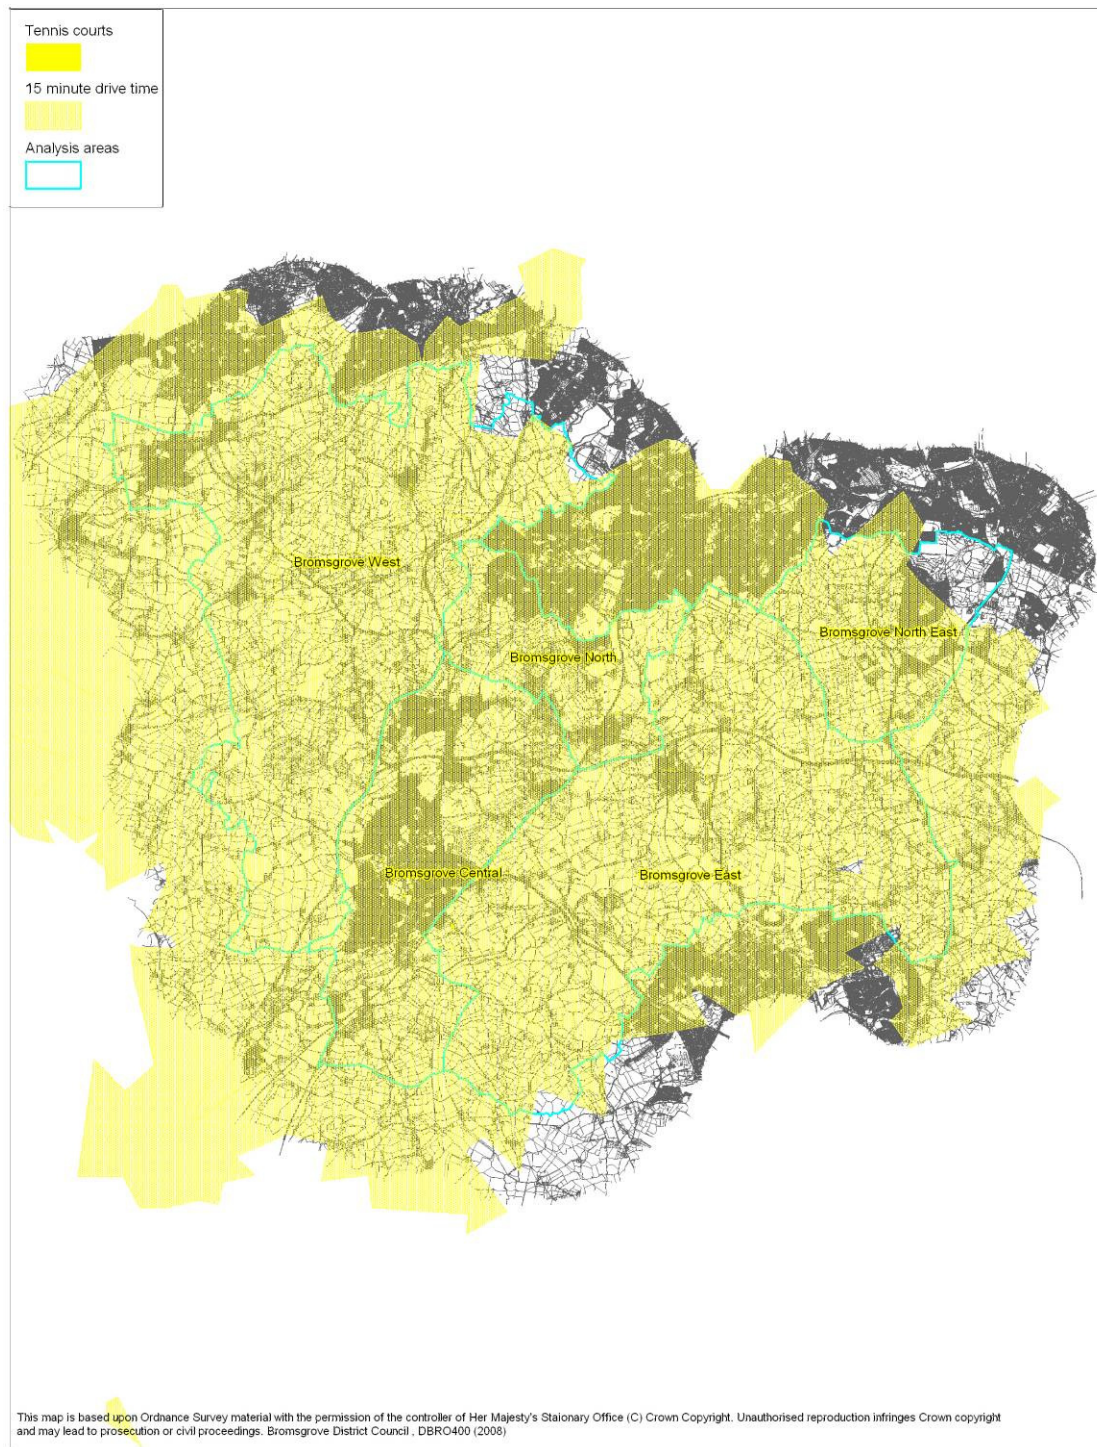 Tennis courts
15 minute drive time
Analysis areas
Bromsgrove West
Bromsgrove North East
Bromsgrove North
Bromsgrove Central
Bromsgrove East
This map is based upon Ordnance Survey material with the permission of the controller of Her Majesty's Staionary Office (C) Crown Copyright. Unauthorised reproduction infringes Crown copyright
and may lead to prosecution or civil proceedings. Bromsgrove District Council , DBRO400 (2008)